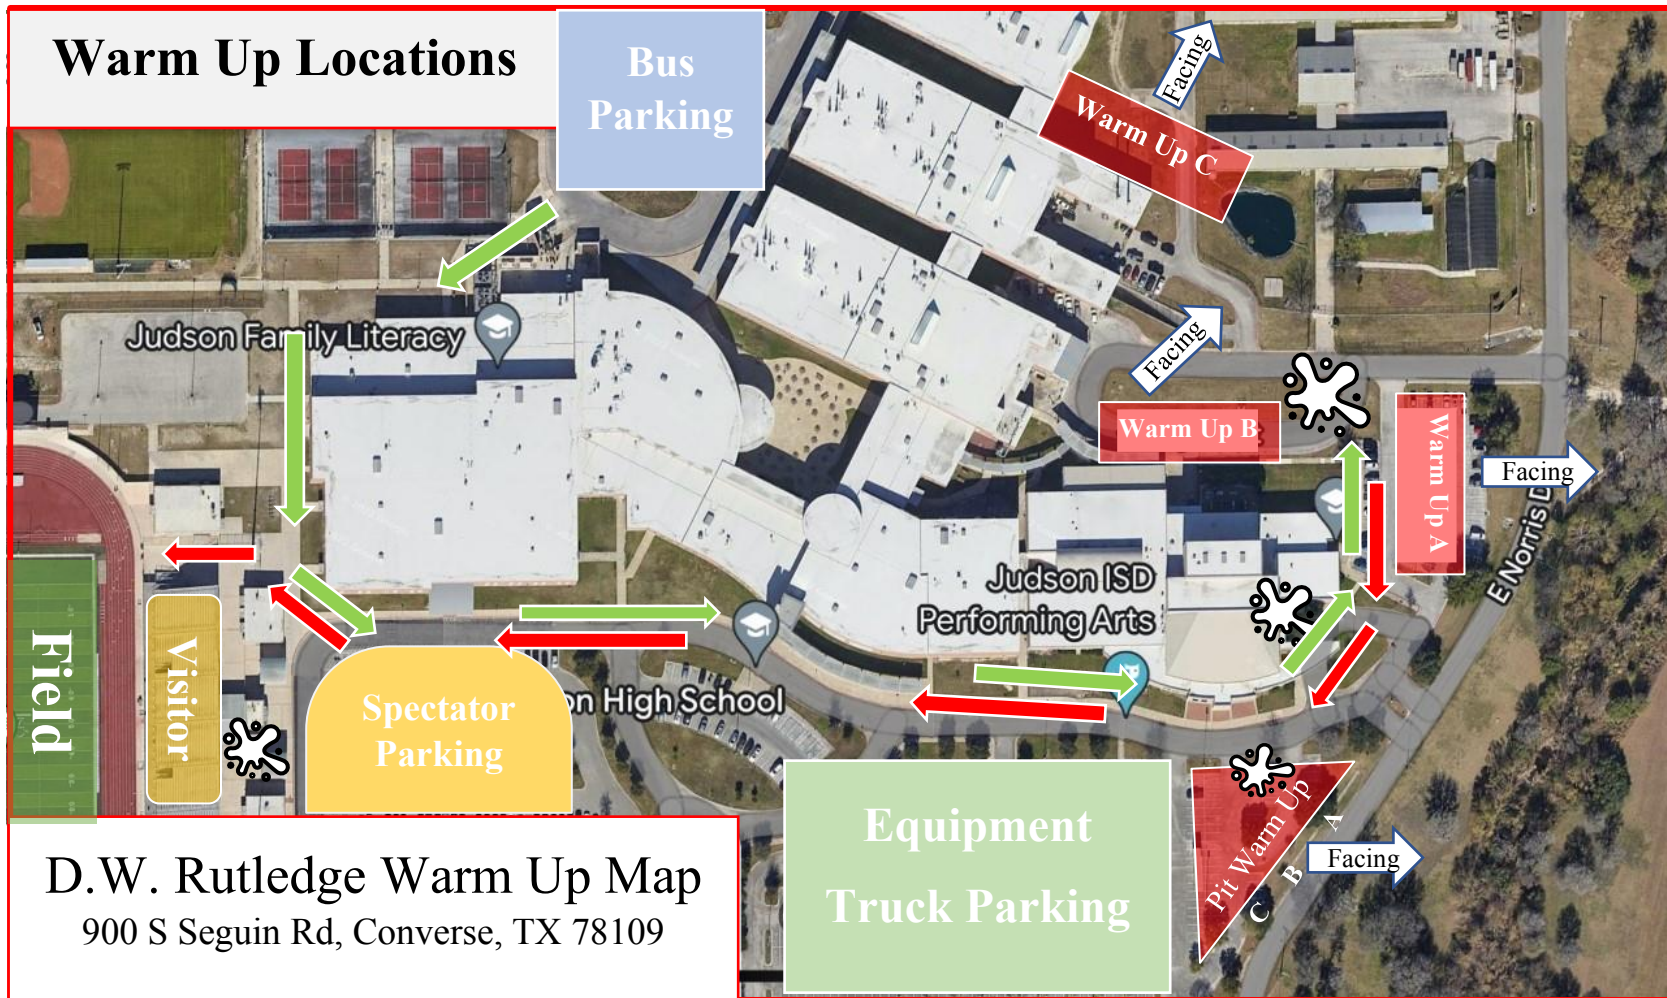 Warm Up Locations
Bus
Parking
Facing
Warm Up C
Judson Family Literacy
Facing
Warm Up B
Warm Up A
Facing
E Norris D
Judson ISD
Performing Arts
Field
Visitor
Spectator
Parking
on High School
Equipment
Truck Parking
Pit Warm Up
A
B
C
Facing
D.W. Rutledge Warm Up Map
900 S Seguin Rd, Converse, TX 78109